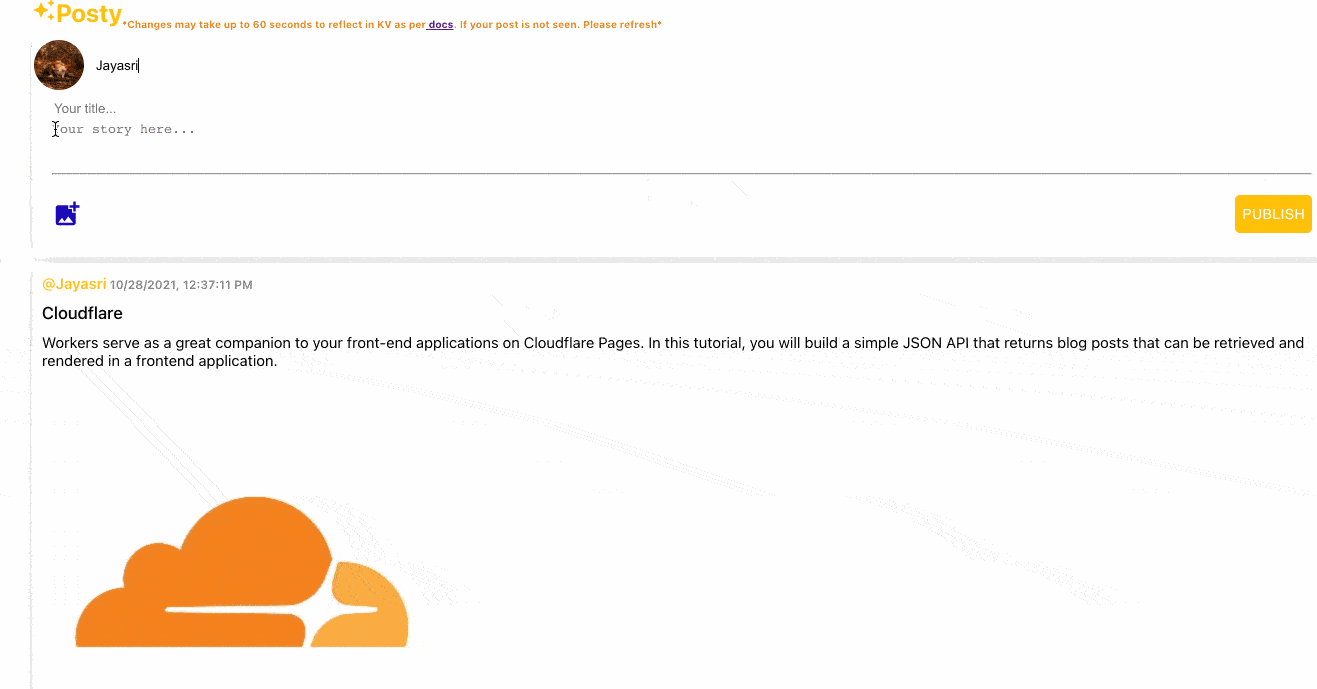 Posty
*Changes may take up to 60 seconds to reflect in KV as per docs. If your post is not seen. Please refresh*
Jayasri
Your title...
Your story here...
PUBLISH
@Jayasri 10/28/2021, 12:37:11 PM
Cloudflare
Workers serve as a great companion to your front-end applications on Cloudflare Pages. In this tutorial, you will build a simple JSON API that returns blog posts that can be retrieved and
rendered in a frontend application.